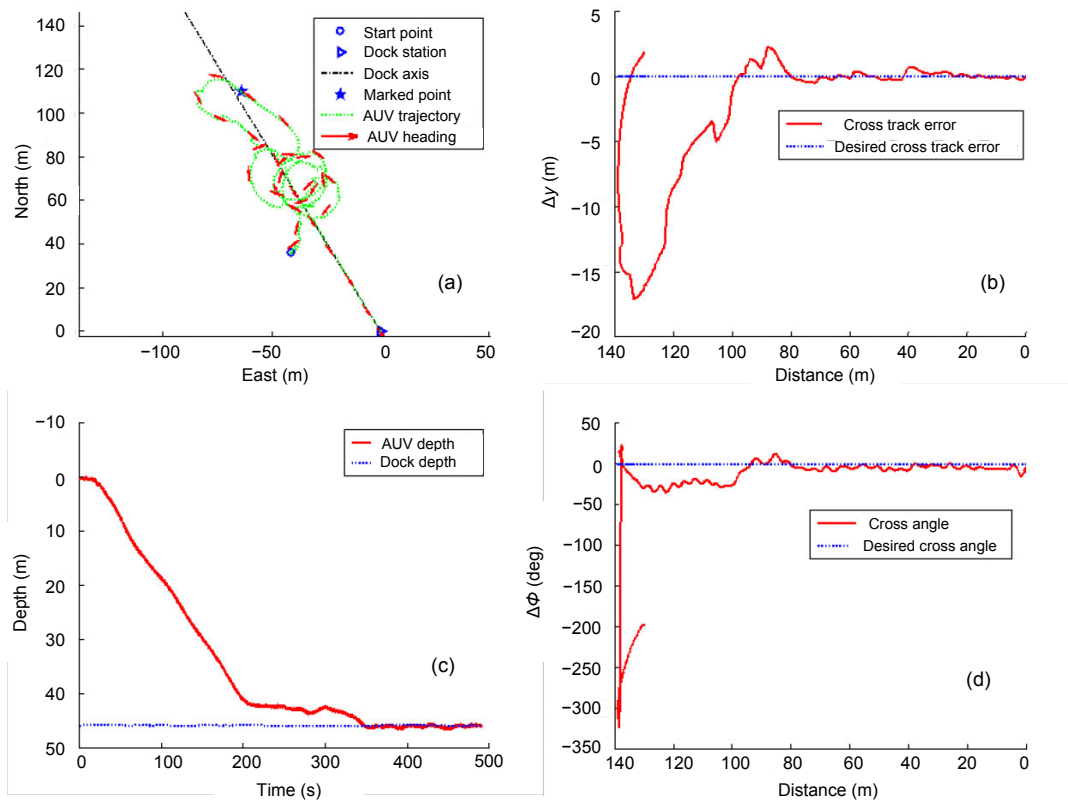 140
120
100
80
60
40
20
0
North (m)
−100
−50
0
50
East (m)
Start point
Dock station
Dock axis
Marked point
AUV trajectory
AUV heading
(a)
5
0
−5
−10
−15
−20
Δy (m)
140
120
100
80
60
40
20
0
Distance (m)
Cross track error
Desired cross track error
(b)
−10
0
10
20
30
40
50
Depth (m)
0
100
200
300
400
500
Time (s)
AUV depth
Dock depth
(c)
50
0
−50
−100
−150
−200
−250
−300
−350
ΔΦ (deg)
140
120
100
80
60
40
20
0
Distance (m)
Cross angle
Desired cross angle
(d)